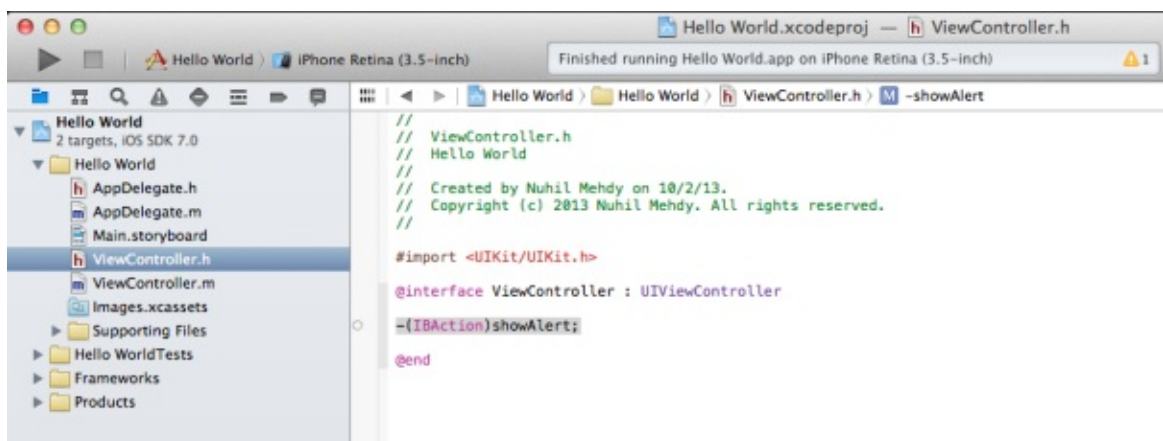 Hello World.xcodeproj — h ViewController.h
Hello World 〉 iPhone Retina (3.5-inch)
Finished running Hello World.app on iPhone Retina (3.5-inch)
1
Hello World 〉 Hello World 〉 h ViewController.h 〉 M -showAlert
Hello World
2 targets, iOS SDK 7.0
Hello World
h AppDelegate.h
m AppDelegate.m
Main.storyboard
h ViewController.h
m ViewController.m
Images.xcassets
Supporting Files
Hello WorldTests
Frameworks
Products
//
//  ViewController.h
//  Hello World
//
//  Created by Nuhil Mehdy on 10/2/13.
//  Copyright (c) 2013 Nuhil Mehdy. All rights reserved.
//
#import <UIKit/UIKit.h>
@interface ViewController : UIViewController
-(IBAction)showAlert;
@end